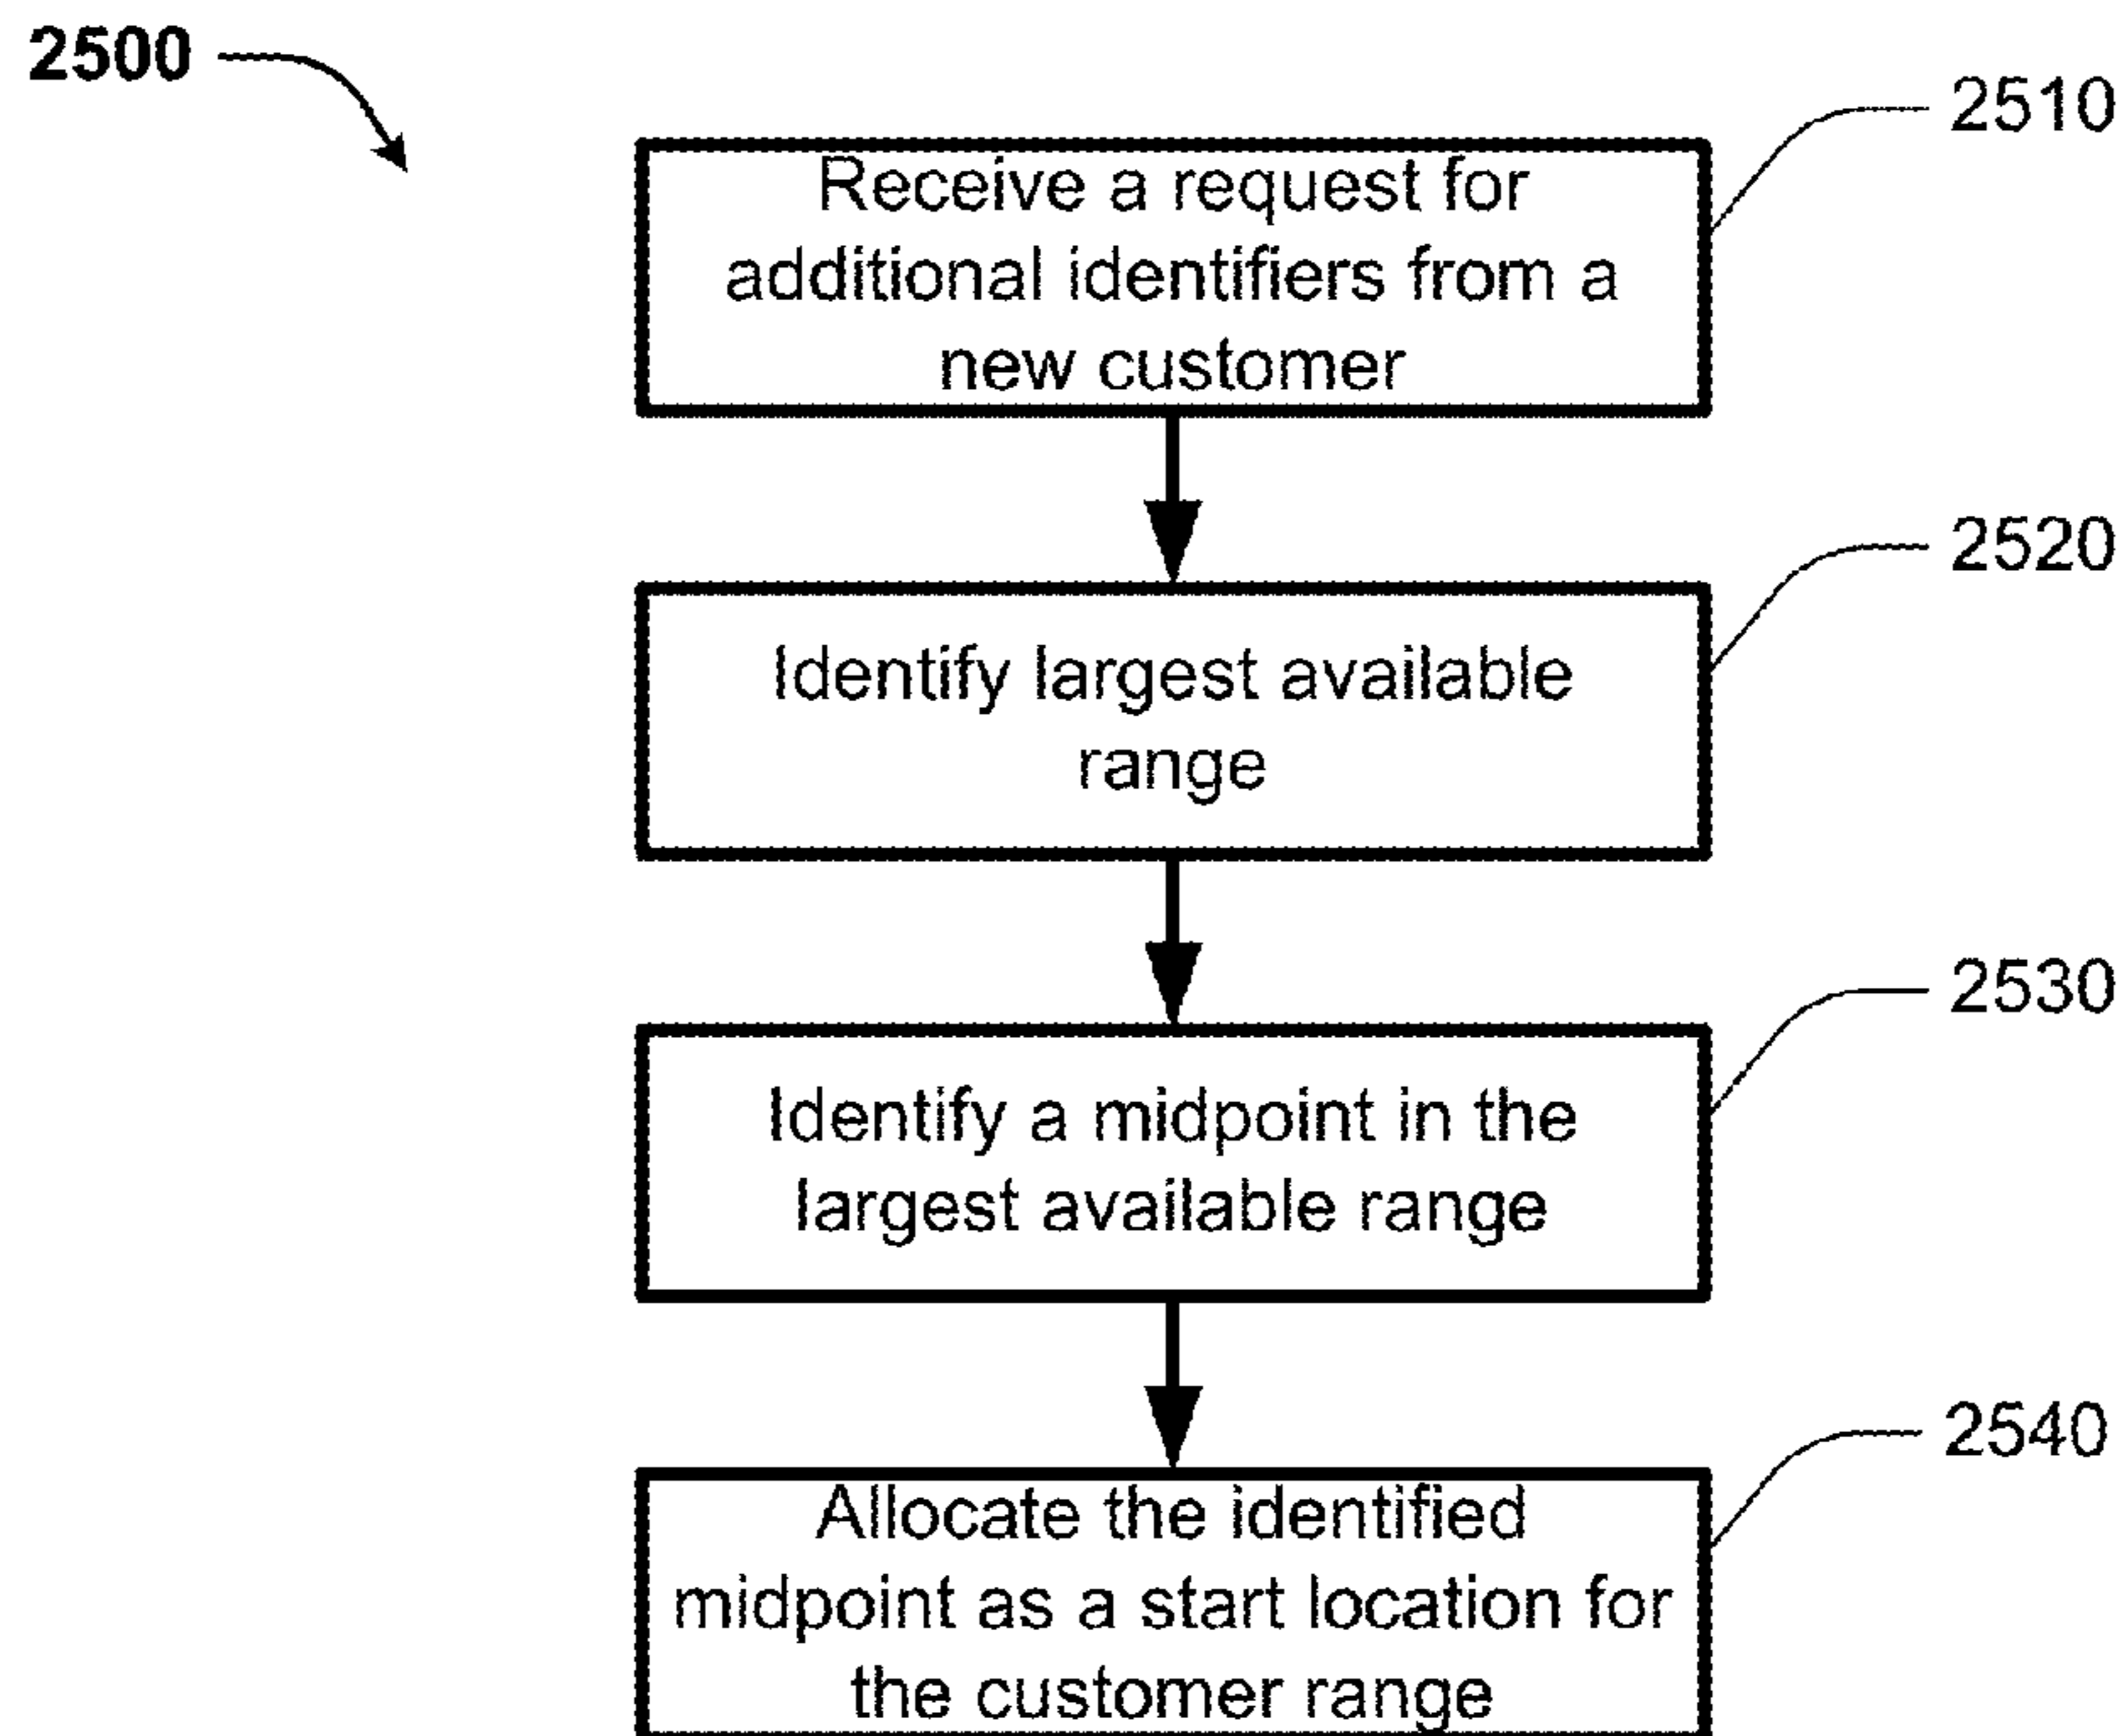 2500
2510
Receive a request for
additional identifiers from a
new customer
2520
Identify largest available
range
2530
Identify a midpoint in the
largest available range
2540
Allocate the identified
midpoint as a start location for
the customer range